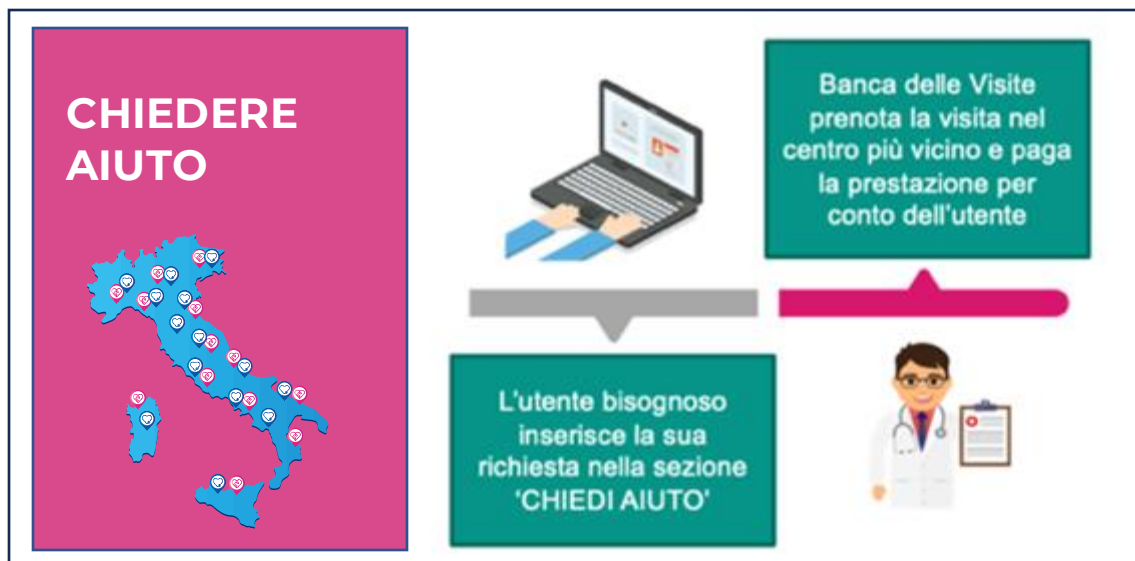 CHIEDERE
AIUTO
L'utente bisognoso
inserisce la sua
richiesta nella sezione
'CHIEDI AIUTO'
Banca delle Visite
prenota la visita nel
centro più vicino e paga
la prestazione per
conto dell'utente